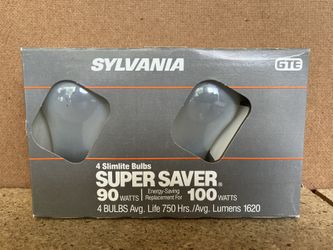 SYLVANIA
GTE
4 Slimlite Bulbs
SUPER SAVER®
90 WATTS Energy-Saving Replacement For 100 WATTS
4 BULBS Avg. Life 750 Hrs./Avg. Lumens 1620